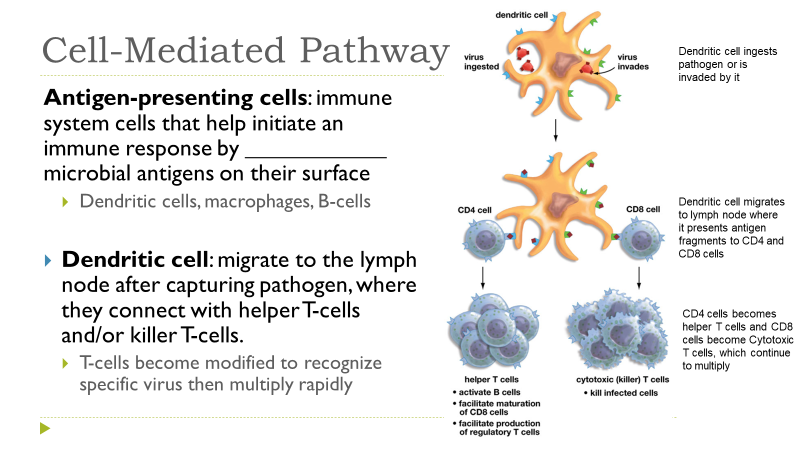 Cell-Mediated Pathway
Antigen-presenting cells: immune
system cells that help initiate an
immune response by ____________
microbial antigens on their surface
Dendritic cells, macrophages, B-cells
Dendritic cell: migrate to the lymph
node after capturing pathogen, where
they connect with helper T-cells
and/or killer T-cells.
T-cells become modified to recognize
specific virus then multiply rapidly
dendritic cell
virus
ingested
virus
invades
Dendritic cell ingests
pathogen or is
invaded by it
CD4 cell
CD8 cell
Dendritic cell migrates
to lymph node where
it presents antigen
fragments to CD4 and
CD8 cells
CD4 cells becomes
helper T cells and CD8
cells become Cytotoxic
T cells, which continue
to multiply
helper T cells
• activate B cells
• facilitate maturation
of CD8 cells
• facilitate production
of regulatory T cells
cytotoxic (killer) T cells
• kill infected cells